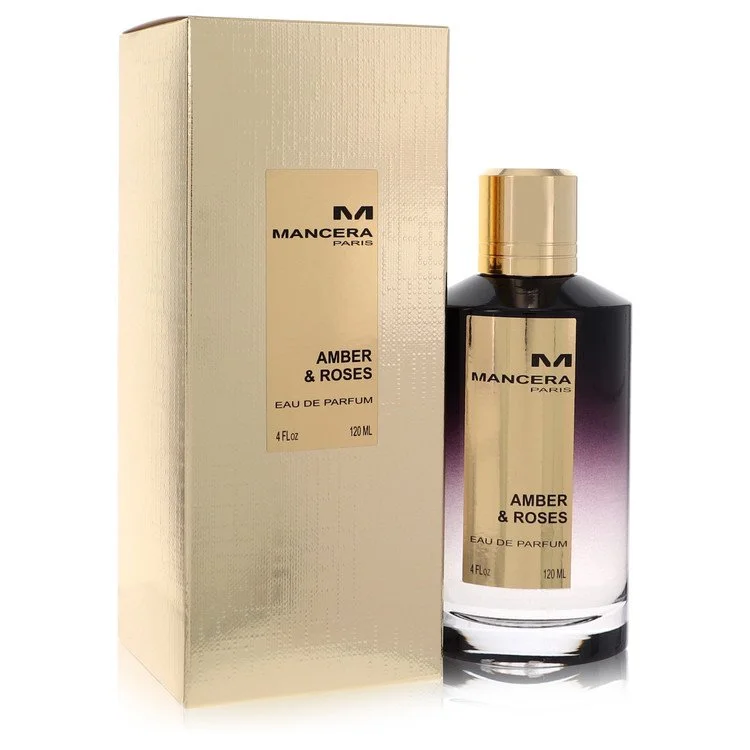 M
MANCERA
PARIS
AMBER
& ROSES
EAU DE PARFUM
4 FLoz 120 ML
M
MANCERA
PARIS
AMBER
& ROSES
EAU DE PARFUM
4 FLoz 120 ML